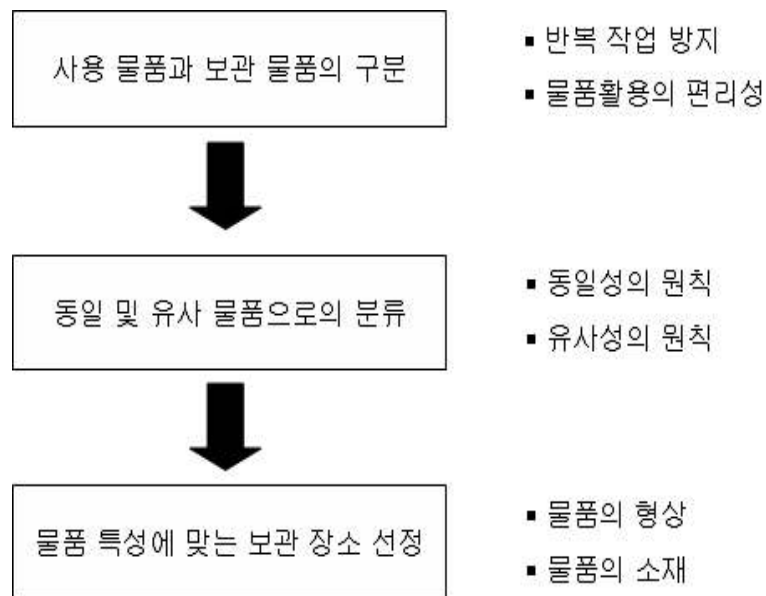 사용 물품과 보관 물품의 구분
▪ 반복 작업 방지
▪ 물품활용의 편리성
동일 및 유사 물품으로의 분류
▪ 동일성의 원칙
▪ 유사성의 원칙
물품 특성에 맞는 보관 장소 선정
▪ 물품의 형상
▪ 물품의 소재